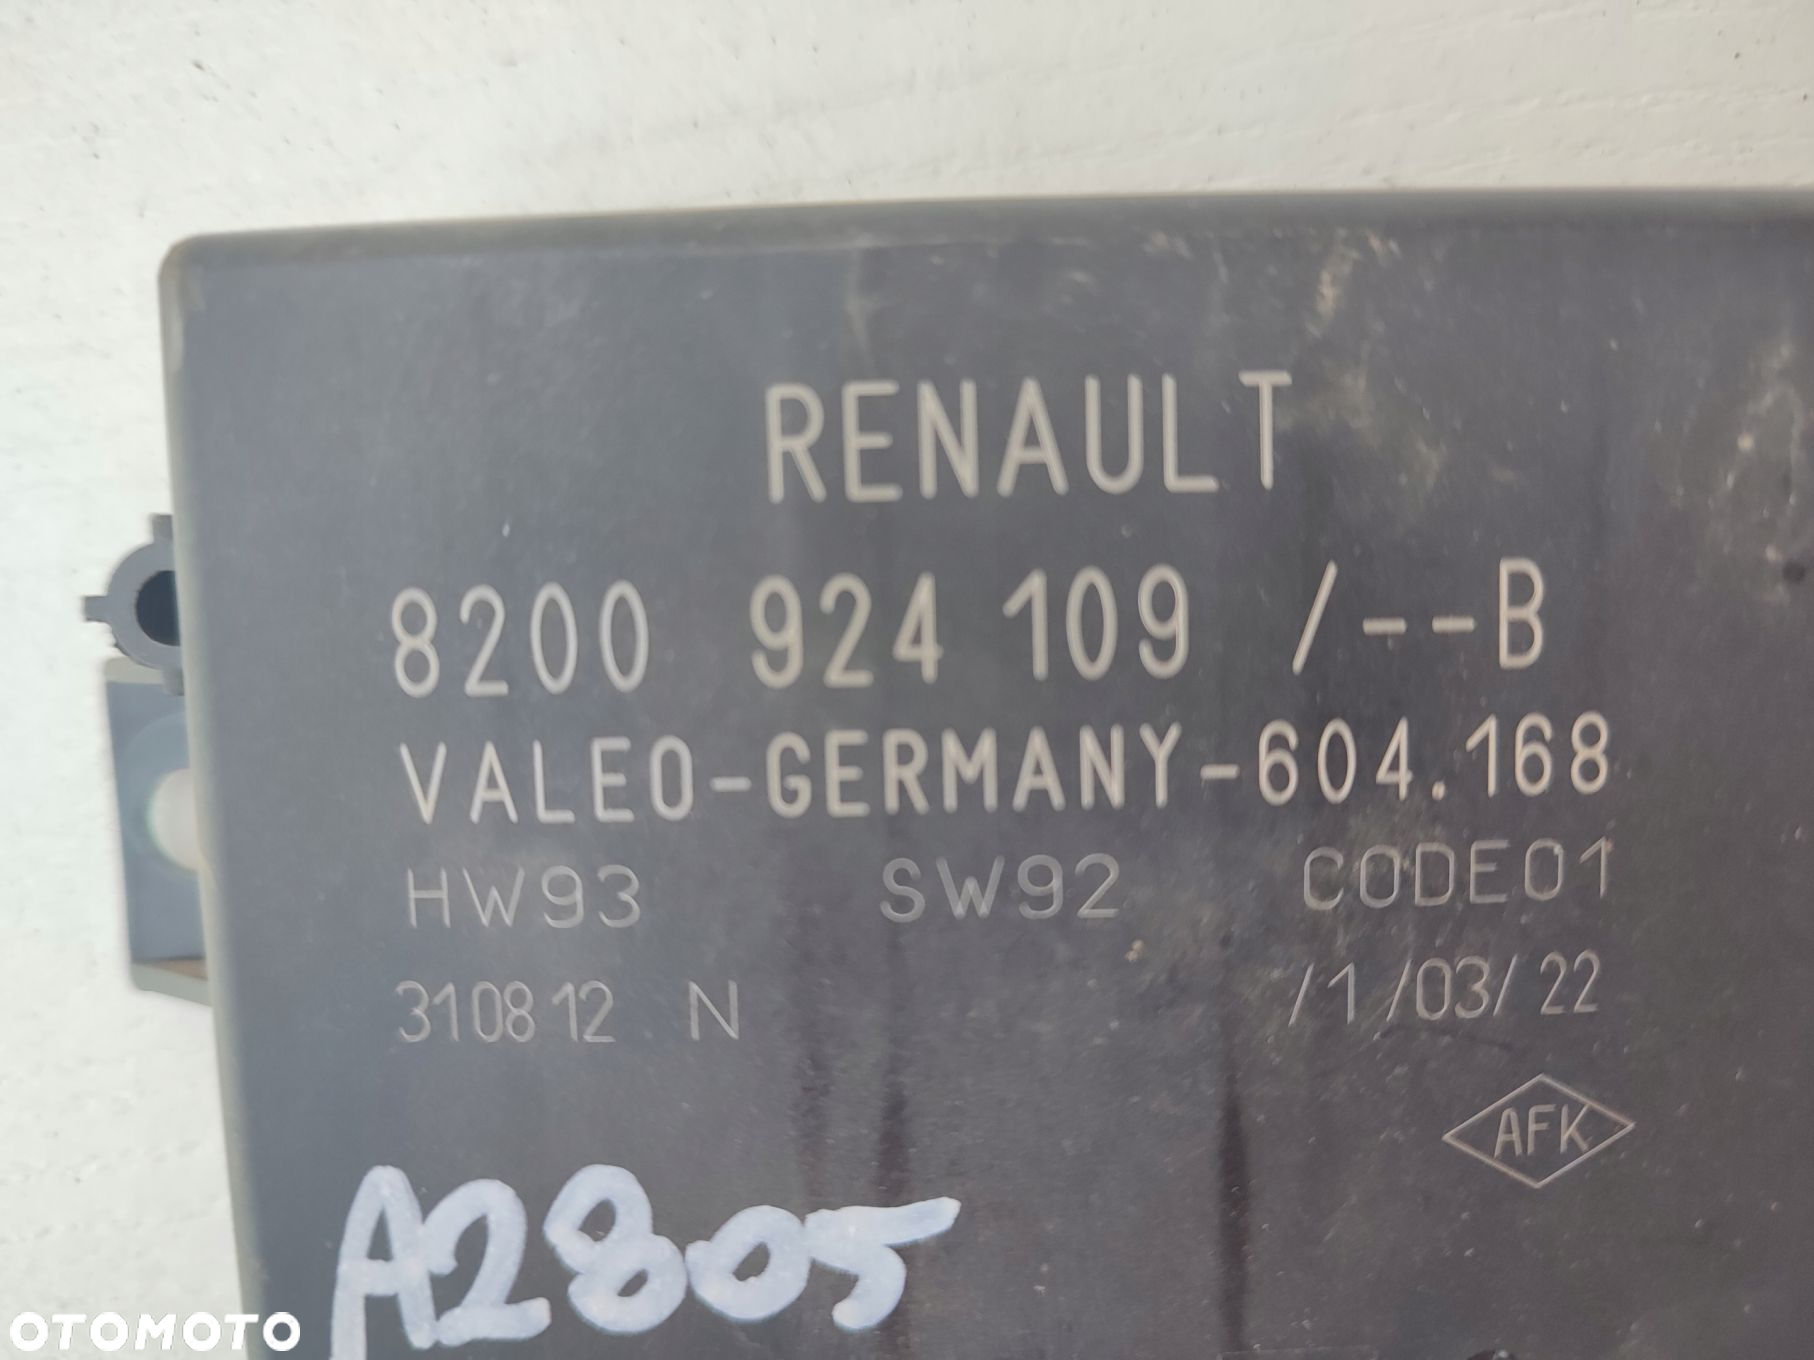 RENAULT
8200 924 109 /--B
VALEO-GERMANY-604.168
HW93 SW92 CODE01
310812 N /1/03/22
AFK
A2805
OTOMOTO